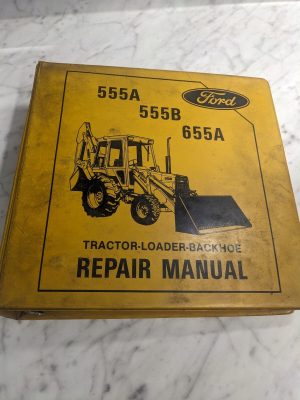 555A
Ford
555B
655A
TRACTOR-LOADER-BACKHOE
REPAIR MANUAL